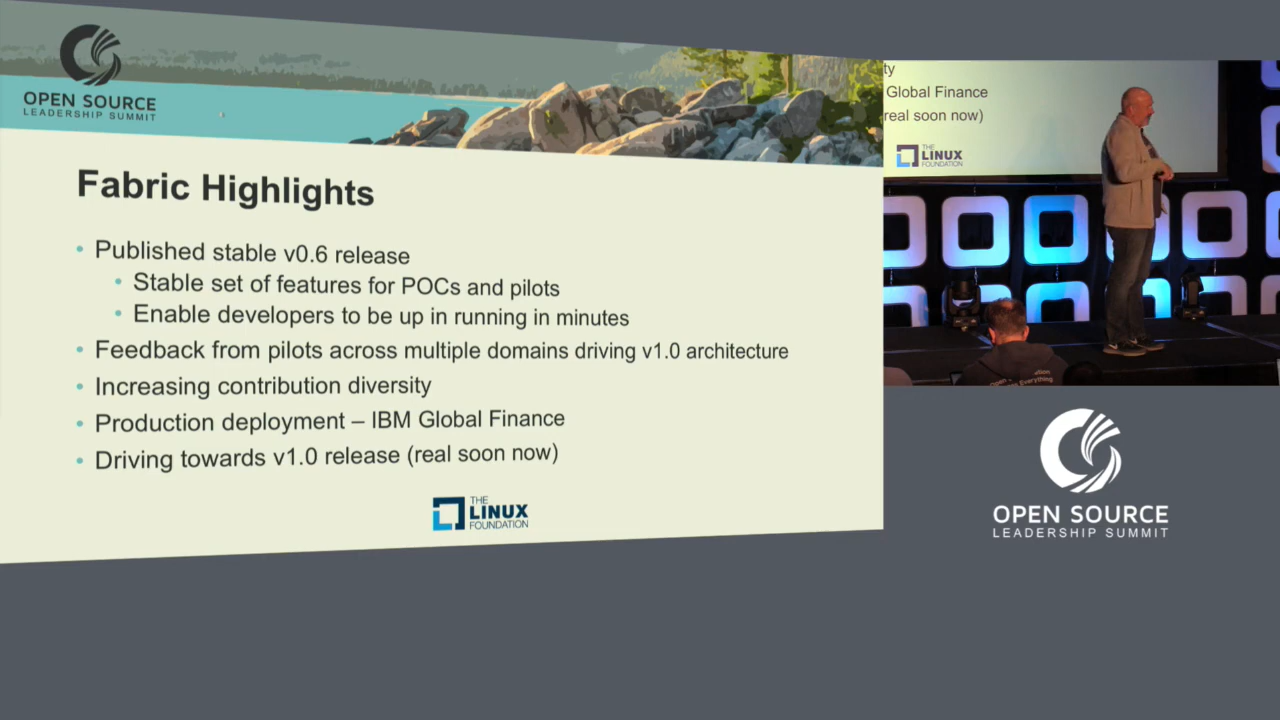 OPEN SOURCE
LEADERSHIP SUMMIT
Fabric Highlights
• Published stable v0.6 release
• Stable set of features for POCs and pilots
• Enable developers to be up in running in minutes
• Feedback from pilots across multiple domains driving v1.0 architecture
• Increasing contribution diversity
• Production deployment – IBM Global Finance
• Driving towards v1.0 release (real soon now)
THE
LINUX
FOUNDATION
ty
Global Finance
real soon now)
THE
LINUX
FOUNDATION
Everything
OPEN SOURCE
LEADERSHIP SUMMIT